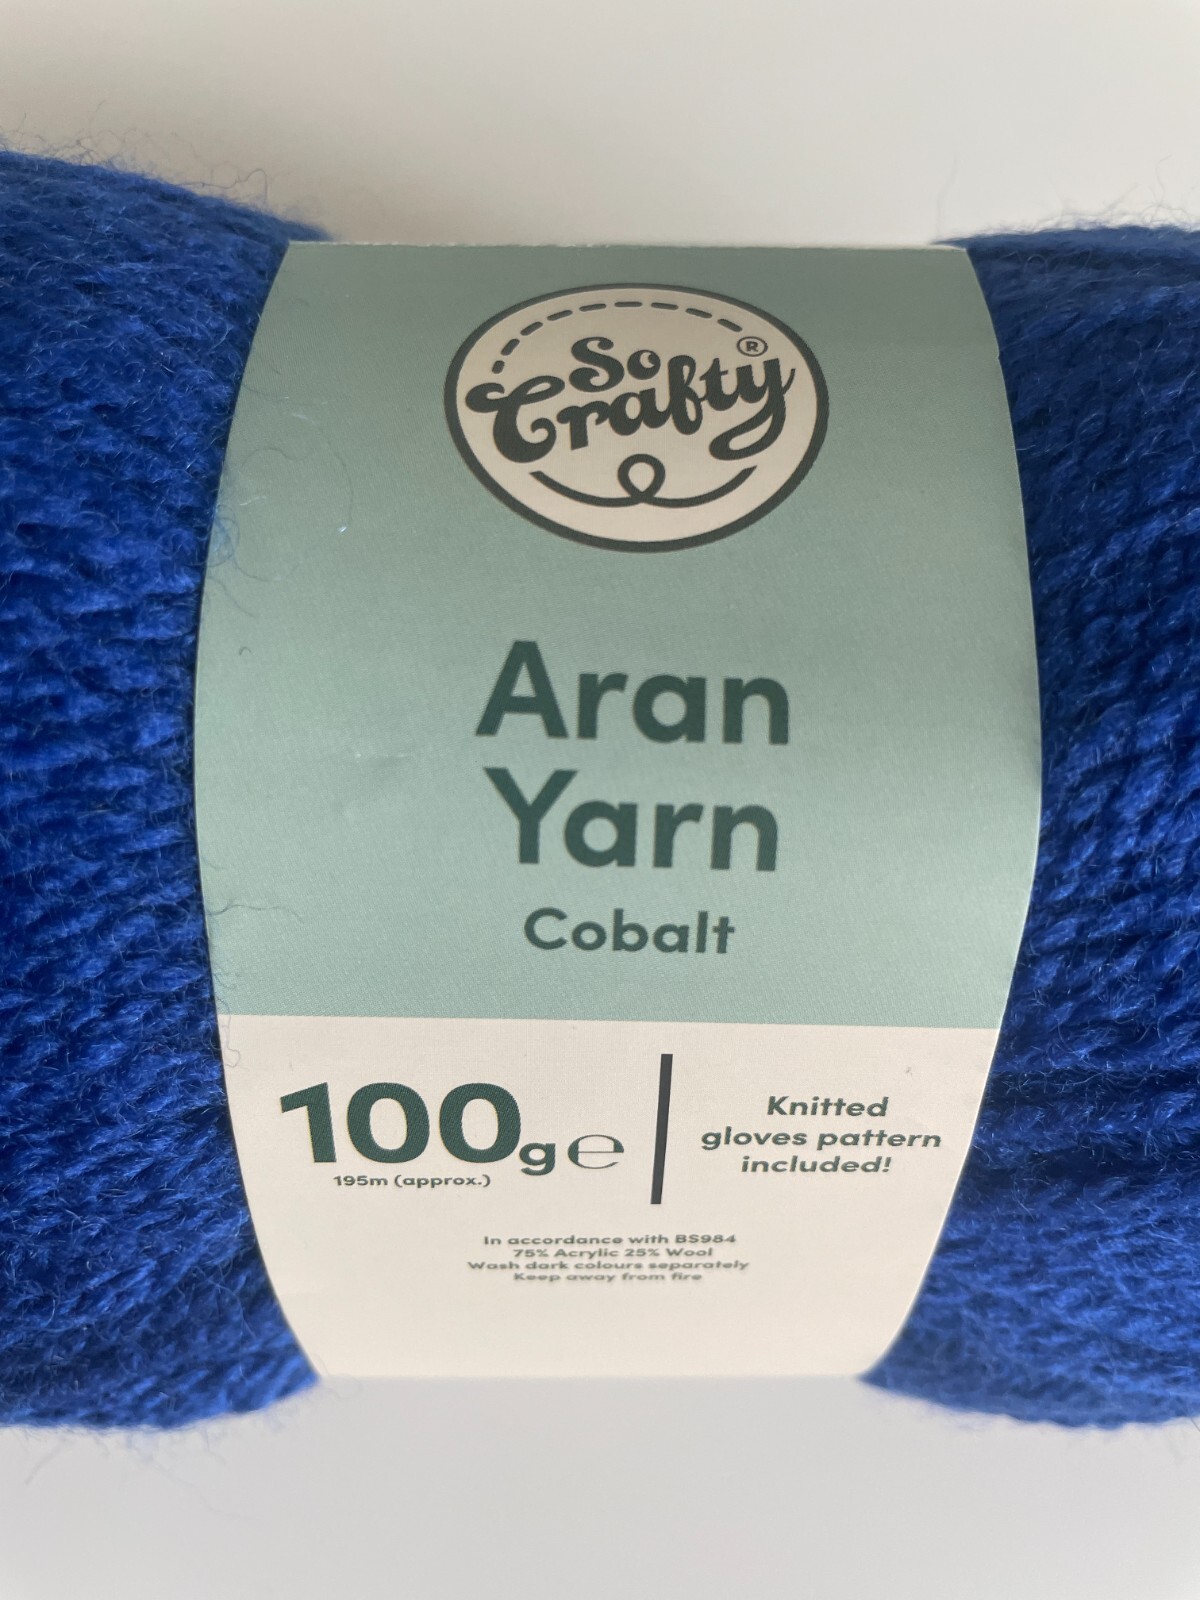 So
Crafty®
Aran
Yarn
Cobalt
100g℮
195m (approx.)
Knitted
gloves pattern
included!
In accordance with BS984
75% Acrylic 25% Wool
Wash dark colours separately
Keep away from fire